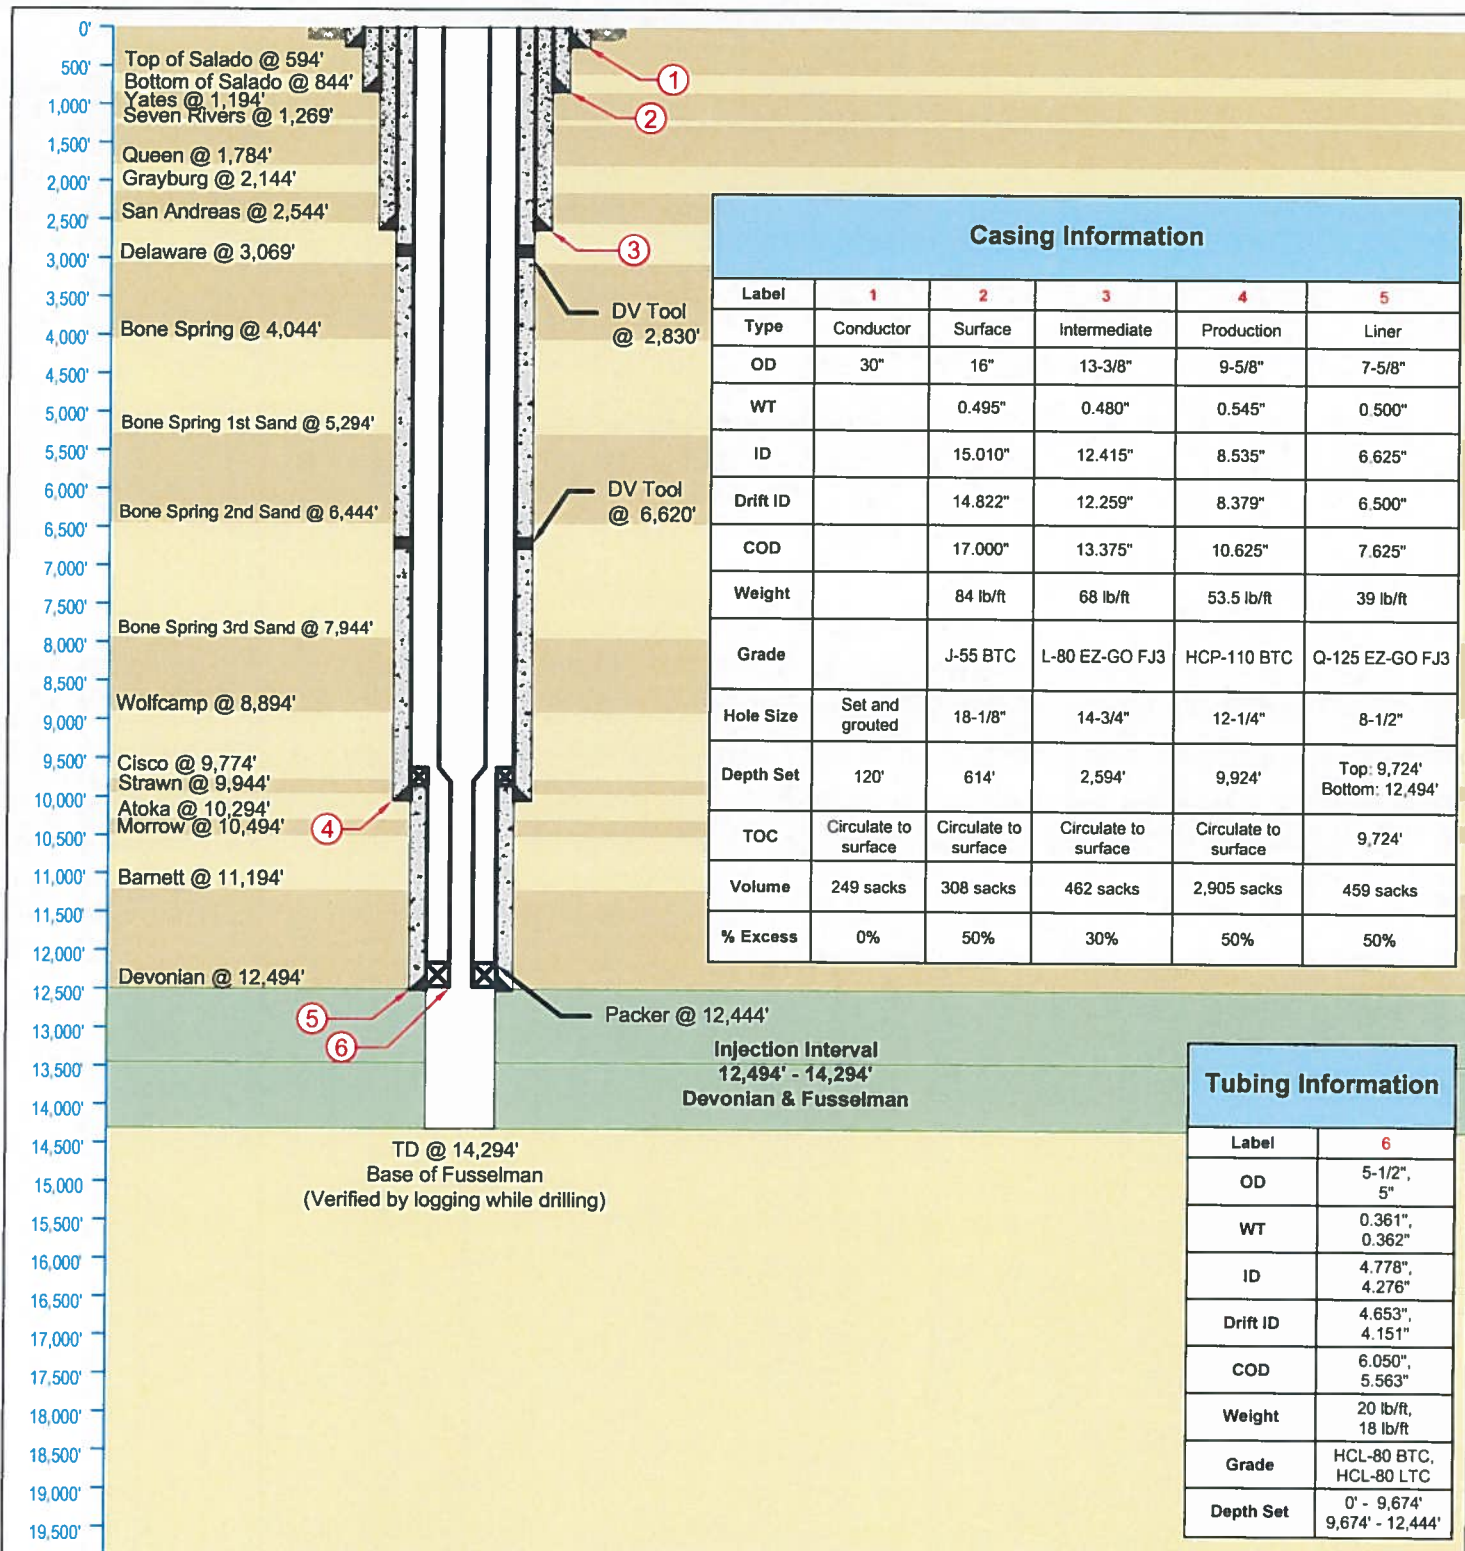 0'
500'
1,000'
1,500'
2,000'
2,500'
3,000'
3,500'
4,000'
4,500'
5,000'
5,500'
6,000'
6,500'
7,000'
7,500'
8,000'
8,500'
9,000'
9,500'
10,000'
10,500'
11,000'
11,500'
12,000'
12,500'
13,000'
13,500'
14,000'
14,500'
15,000
15,500'
16,000'
16,500'
17,000'
17,500'
18,000'
18,500'
19,000'
19,500'
Top of Salado @ 594'
Bottom of Salado @ 844'
Yates @ 1,194'
Seven Rivers @ 1,269'
Queen @ 1,784'
Grayburg @ 2,144'
San Andreas @ 2,544'
Delaware @ 3,069'
Bone Spring @ 4,044'
Bone Spring 1st Sand @ 5,294'
Bone Spring 2nd Sand @ 6,444'
Bone Spring 3rd Sand @ 7,944'
Wolfcamp @ 8,894'
Cisco @ 9,774'
Strawn @ 9,944'
Atoka @ 10,294'
Morrow @ 10,494'
Barnett @ 11,194'
Devonian @ 12,494'
1
2
3
DV Tool
@ 2,830'
DV Tool
@ 6,620'
4
5
6
Packer @ 12,444'
Injection Interval
12,494' - 14,294'
Devonian & Fusselman
TD @ 14,294'
Base of Fusselman
(Verified by logging while drilling)
Casing Information
Label 1 2 3 4 5
Type Conductor Surface Intermediate Production Liner
OD 30" 16" 13-3/8" 9-5/8" 7-5/8"
WT 0.495" 0.480" 0.545" 0.500"
ID 15.010" 12.415" 8.535" 6.625"
Drift ID 14.822" 12.259" 8.379" 6.500"
COD 17.000" 13.375" 10.625" 7.625"
Weight 84 lb/ft 68 lb/ft 53.5 lb/ft 39 lb/ft
Grade J-55 BTC L-80 EZ-GO FJ3 HCP-110 BTC Q-125 EZ-GO FJ3
Hole Size Set and grouted 18-1/8" 14-3/4" 12-1/4" 8-1/2"
Depth Set 120' 614' 2,594' 9,924' Top: 9,724' Bottom: 12,494'
TOC Circulate to surface Circulate to surface Circulate to surface Circulate to surface 9,724'
Volume 249 sacks 308 sacks 462 sacks 2,905 sacks 459 sacks
% Excess 0% 50% 30% 50% 50%
Tubing Information
Label 6
OD 5-1/2", 5"
WT 0.361", 0.362"
ID 4.778", 4.276"
Drift ID 4.653", 4.151"
COD 6.050", 5.563"
Weight 20 lb/ft, 18 lb/ft
Grade HCL-80 BTC, HCL-80 LTC
Depth Set 0' - 9,674' 9,674' - 12,444'